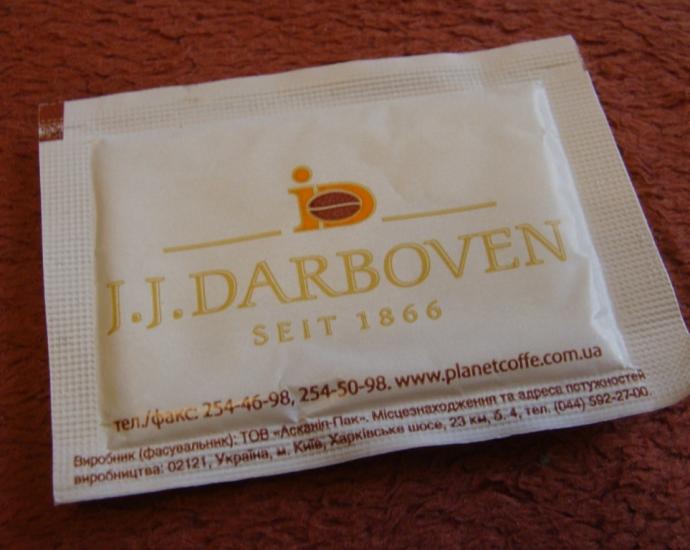 J.J. DARBOVEN
SEIT 1866
тел./факс: 254-46-98, 254-50-98. www.planetcoffe.com.ua
Виробник (фасувальник): ТОВ «Асканія-Пак». Місцезнаходження та адреса потужностей
виробництва: 02121, Україна, м. Київ, Харківське шосе, 23 км, б. 4, тел. (044) 592-27-00.